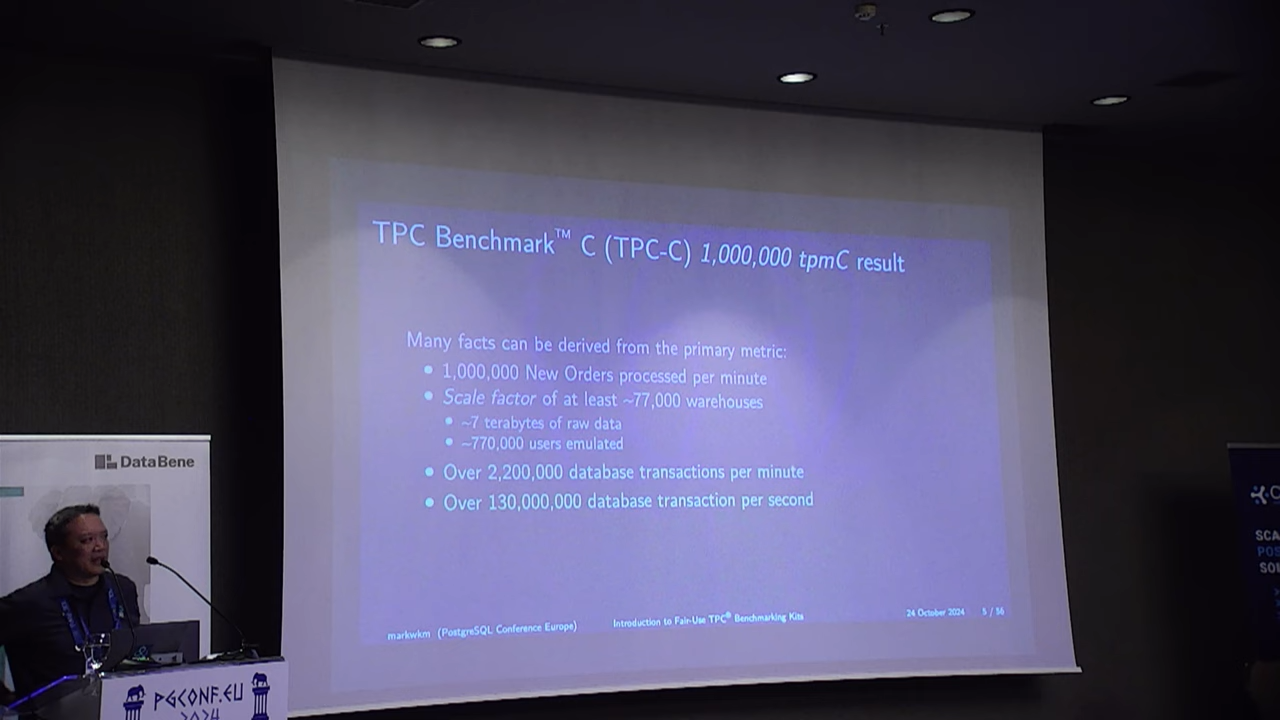 TPC Benchmark™ C (TPC-C) 1,000,000 tpmC result
Many facts can be derived from the primary metric:
• 1,000,000 New Orders processed per minute
• Scale factor of at least ~77,000 warehouses
• ~7 terabytes of raw data
• ~770,000 users emulated
• Over 2,200,000 database transactions per minute
• Over 130,000,000 database transaction per second
markwkm (PostgreSQL Conference Europe)
Introduction to Fair-Use TPC® Benchmarking Kits
24 October 2024
5 / 56
DataBene
PGCONF.EU
2024
SCA
POS
SOL